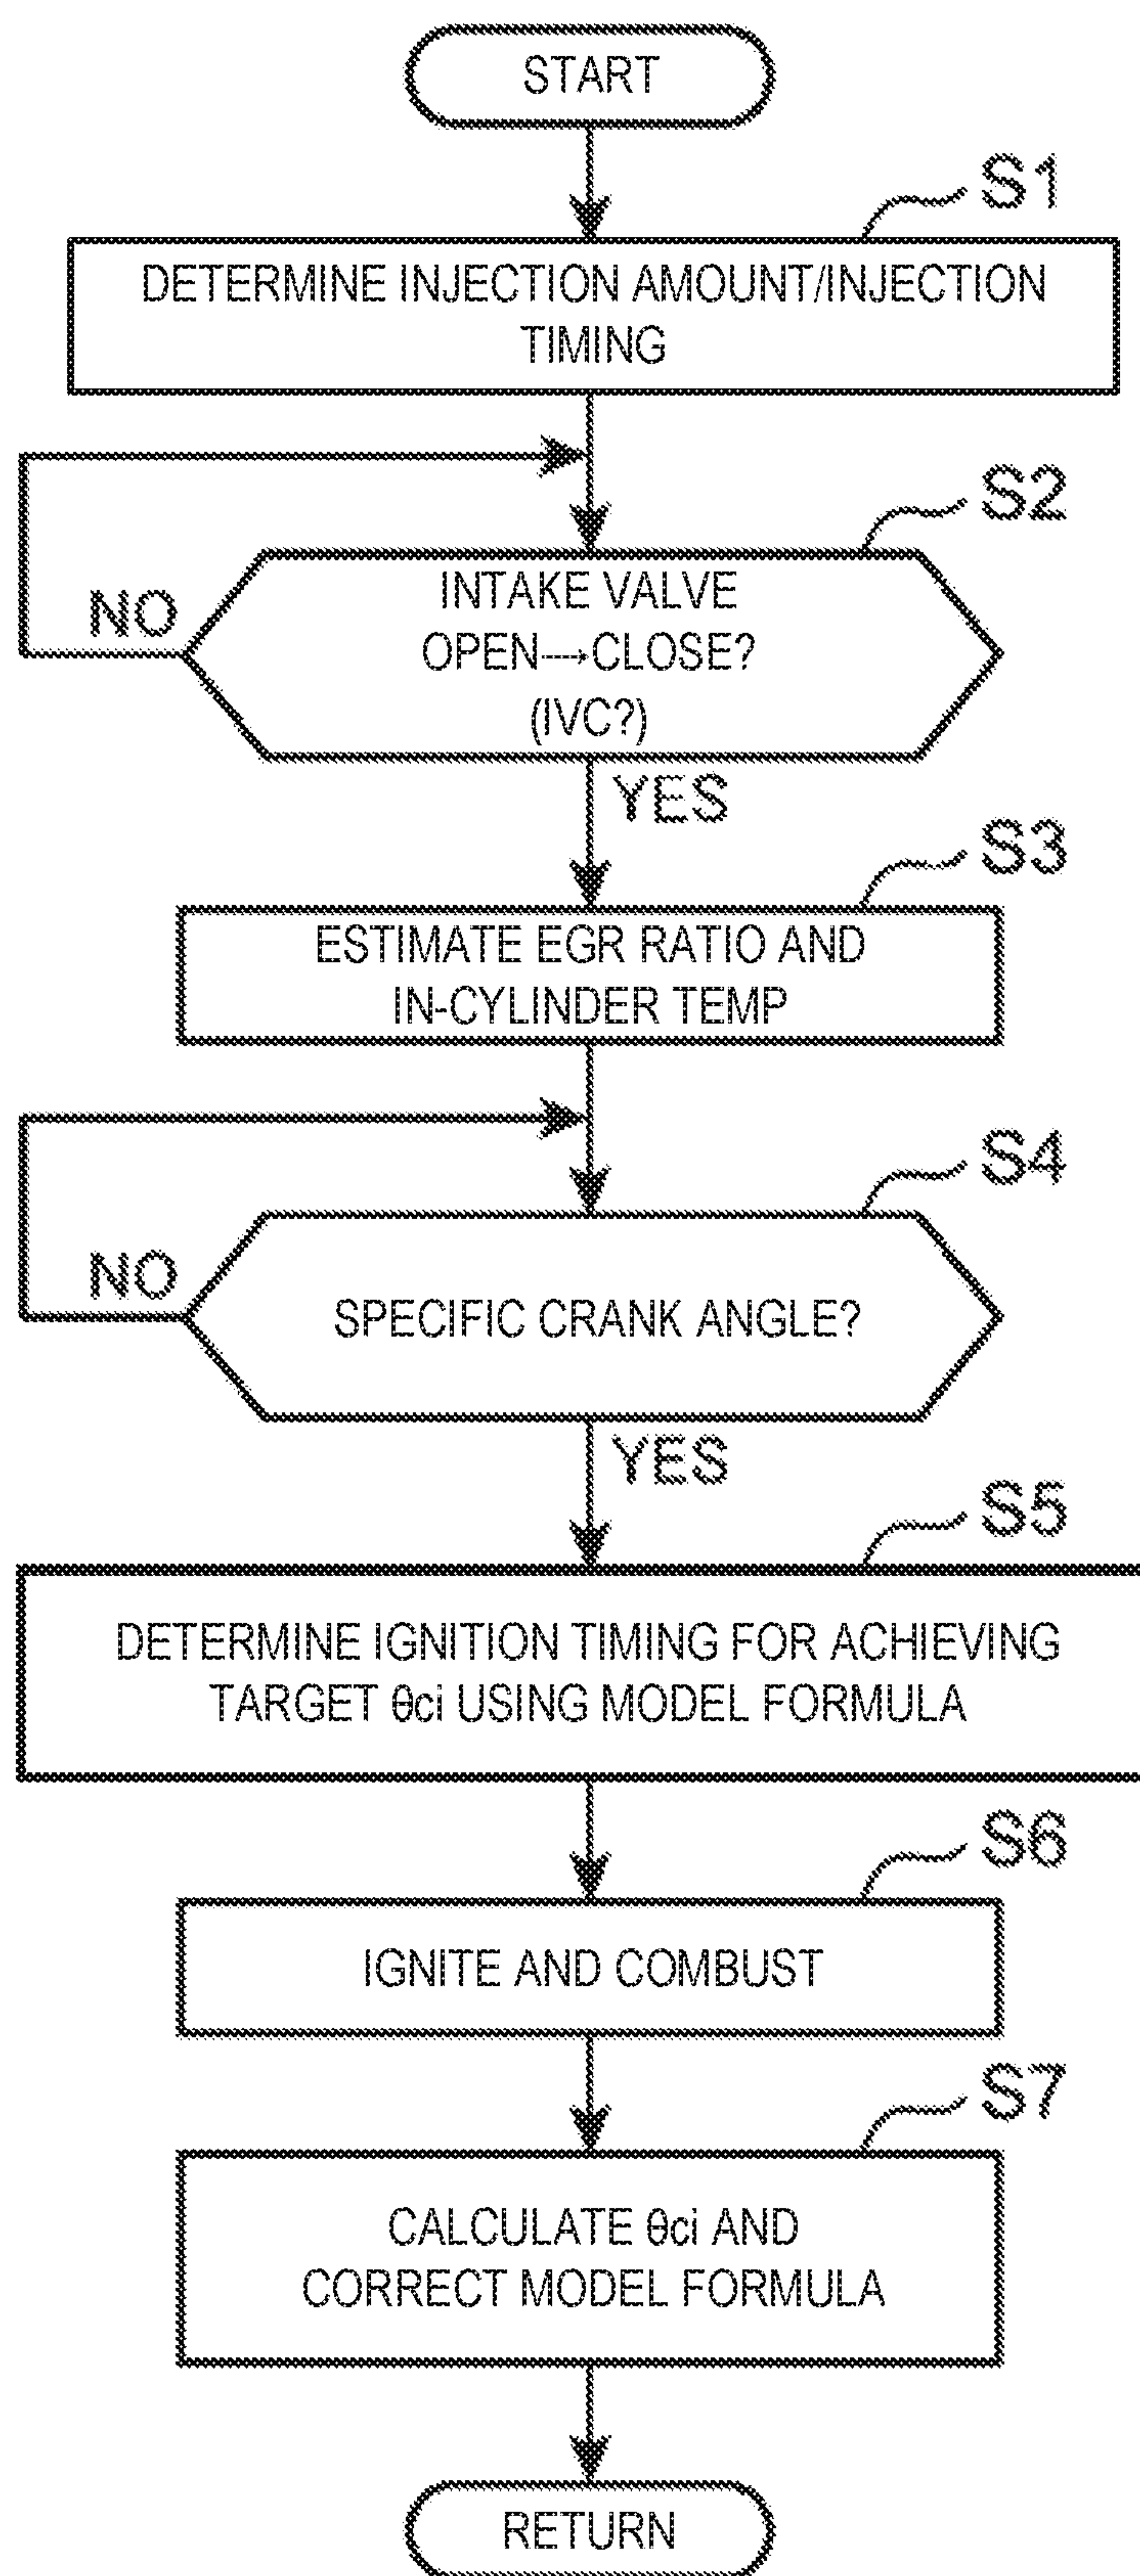 START
S1
DETERMINE INJECTION AMOUNT/INJECTION
TIMING
S2
INTAKE VALVE
OPEN→CLOSE?
(IVC?)
NO
YES
S3
ESTIMATE EGR RATIO AND
IN-CYLINDER TEMP
S4
SPECIFIC CRANK ANGLE?
NO
YES
S5
DETERMINE IGNITION TIMING FOR ACHIEVING
TARGET θci USING MODEL FORMULA
S6
IGNITE AND COMBUST
S7
CALCULATE θci AND
CORRECT MODEL FORMULA
RETURN